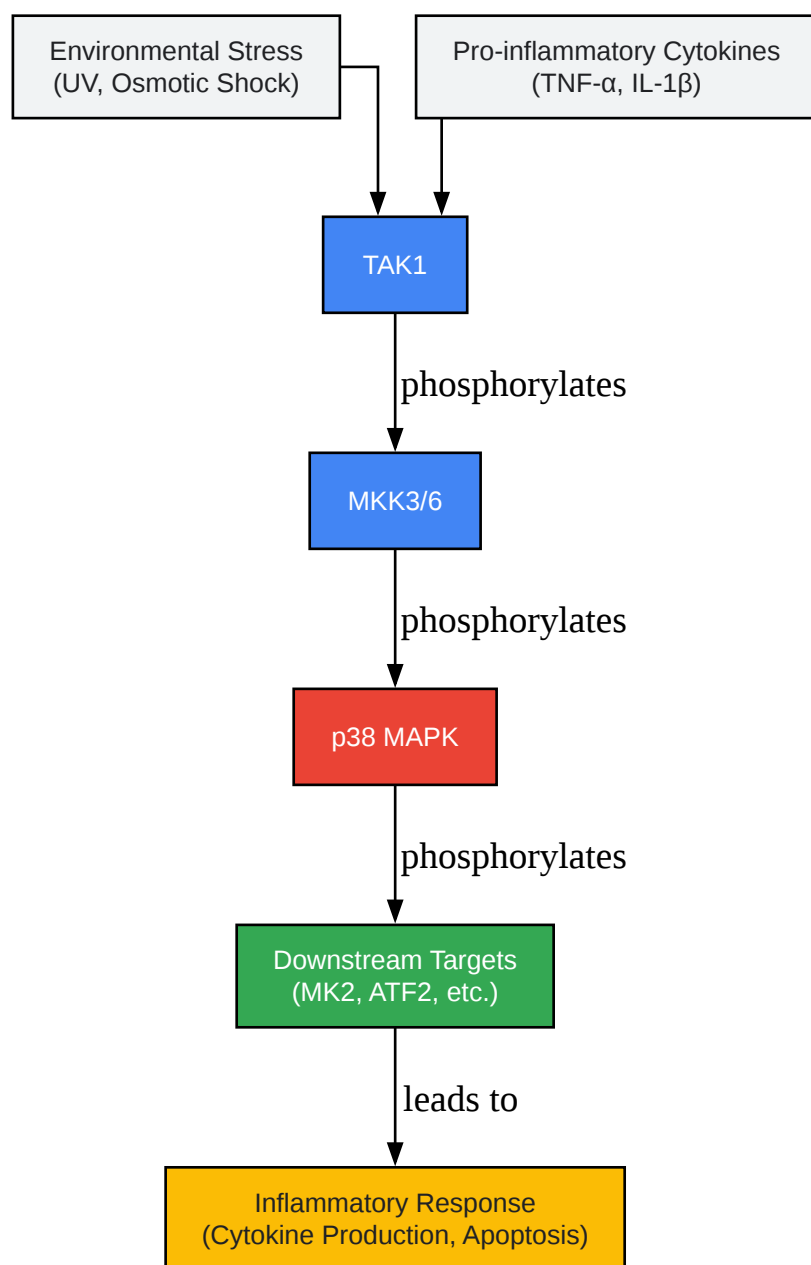 Environmental Stress
(UV, Osmotic Shock)
Pro-inflammatory Cytokines
(TNF-α, IL-1β)
TAK1
phosphorylates
MKK3/6
phosphorylates
p38 MAPK
phosphorylates
Downstream Targets
(MK2, ATF2, etc.)
leads to
Inflammatory Response
(Cytokine Production, Apoptosis)